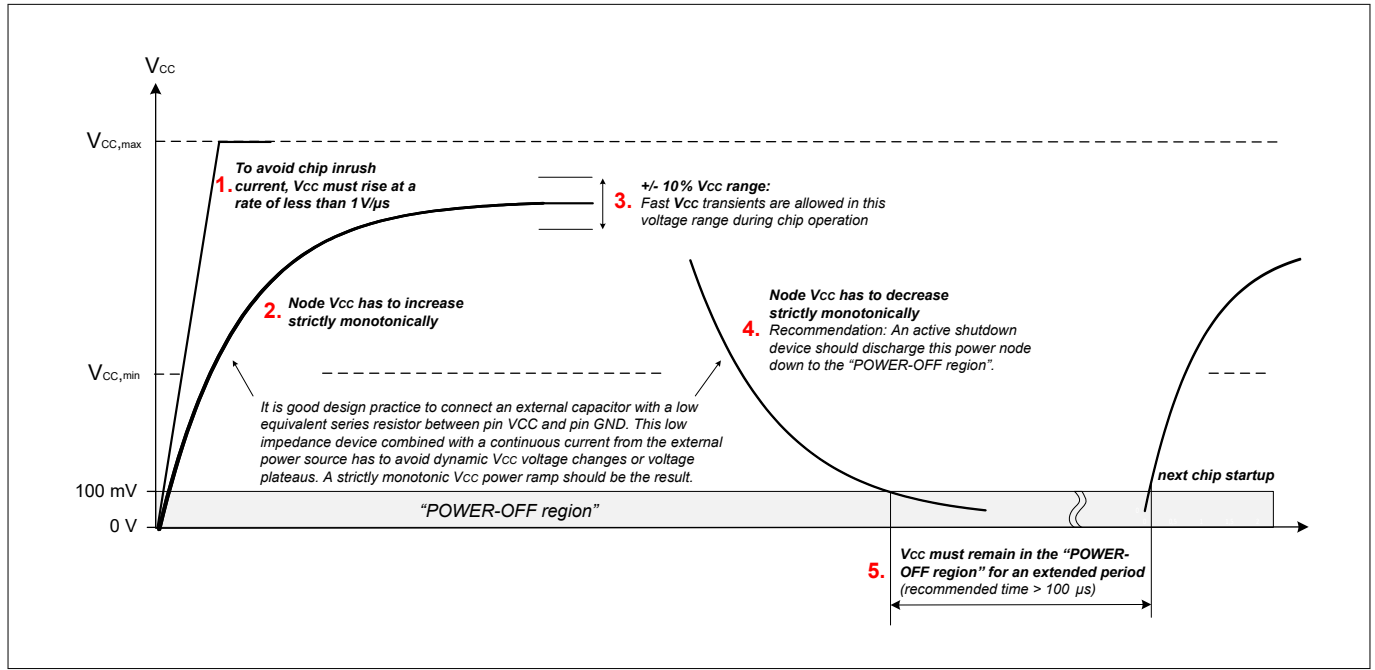 VCC
VCC,max
1.
To avoid chip inrush
current, VCC must rise at a
rate of less than 1V/µs
3.
+/- 10% VCC range:
Fast VCC transients are allowed in this
voltage range during chip operation
2.
Node VCC has to increase
strictly monotonically
4.
Node VCC has to decrease
strictly monotonically
Recommendation: An active shutdown
device should discharge this power node
down to the “POWER-OFF region”.
VCC,min
It is good design practice to connect an external capacitor with a low
equivalent series resistor between pin VCC and pin GND. This low
impedance device combined with a continuous current from the external
power source has to avoid dynamic VCC voltage changes or voltage
plateaus. A strictly monotonic VCC power ramp should be the result.
next chip startup
100 mV
“POWER-OFF region”
0 V
5.
VCC must remain in the “POWER-
OFF region” for an extended period
(recommended time > 100 µs)